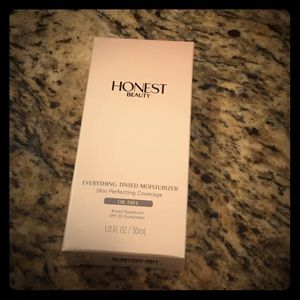 HONEST
BEAUTY
EVERYTHING TINTED MOISTURIZER
Skin Perfecting Coverage
OIL FREE
Broad Spectrum
SPF 20 Sunscreen
1.0 FL OZ / 30mL